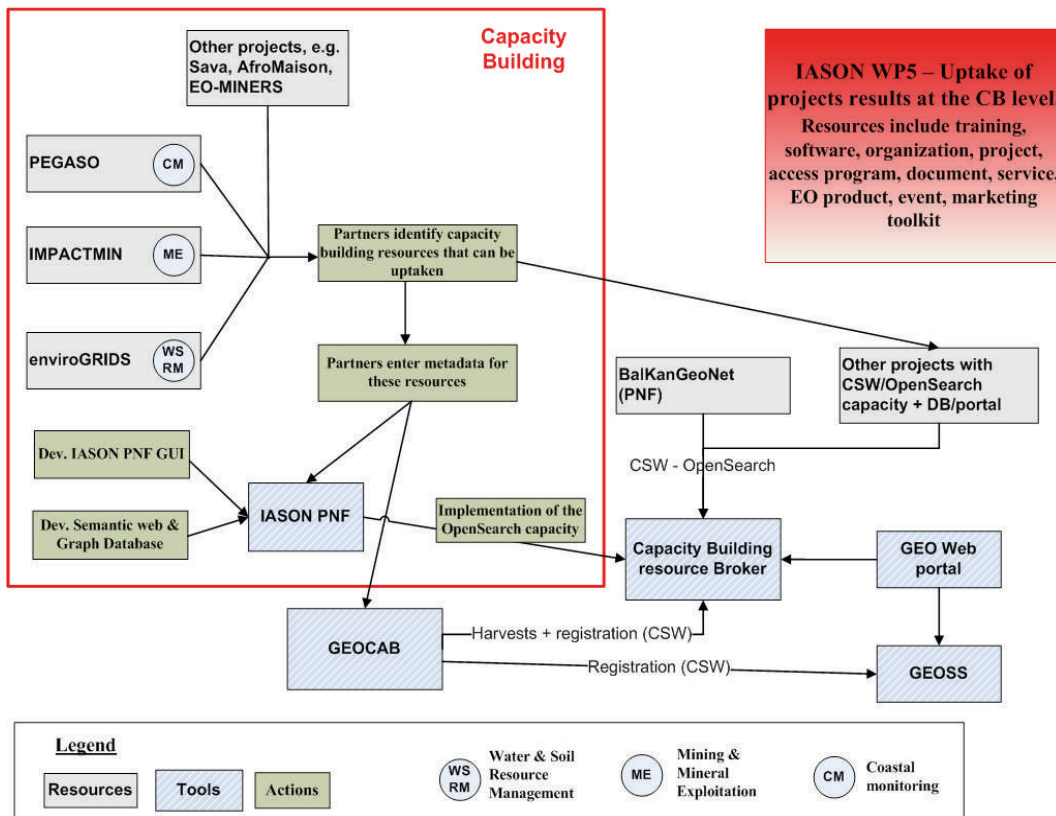 Capacity
Building
Other projects, e.g.
Sava, AfroMaison,
EO-MINERS
IASON WP5 – Uptake of
projects results at the CB level.
Resources include training,
software, organization, project,
access program, document, service,
EO product, event, marketing
toolkit
PEGASO
CM
IMPACTMIN
ME
enviroGRIDS
WS
RM
Partners identify capacity
building resources that can be
uptaken
Partners enter metadata for
these resources
BalKanGeoNet
(PNF)
Other projects with
CSW/OpenSearch
capacity + DB/portal
CSW - OpenSearch
Dev. IASON PNF GUI
Dev. Semantic web &
Graph Database
IASON PNF
Implementation of the
OpenSearch capacity
Capacity Building
resource Broker
GEO Web
portal
GEOCAB
Harvests + registration (CSW)
Registration (CSW)
GEOSS
Legend
Resources
Tools
Actions
WS
RM
Water & Soil
Resource
Management
ME
Mining &
Mineral
Exploitation
CM
Coastal
monitoring